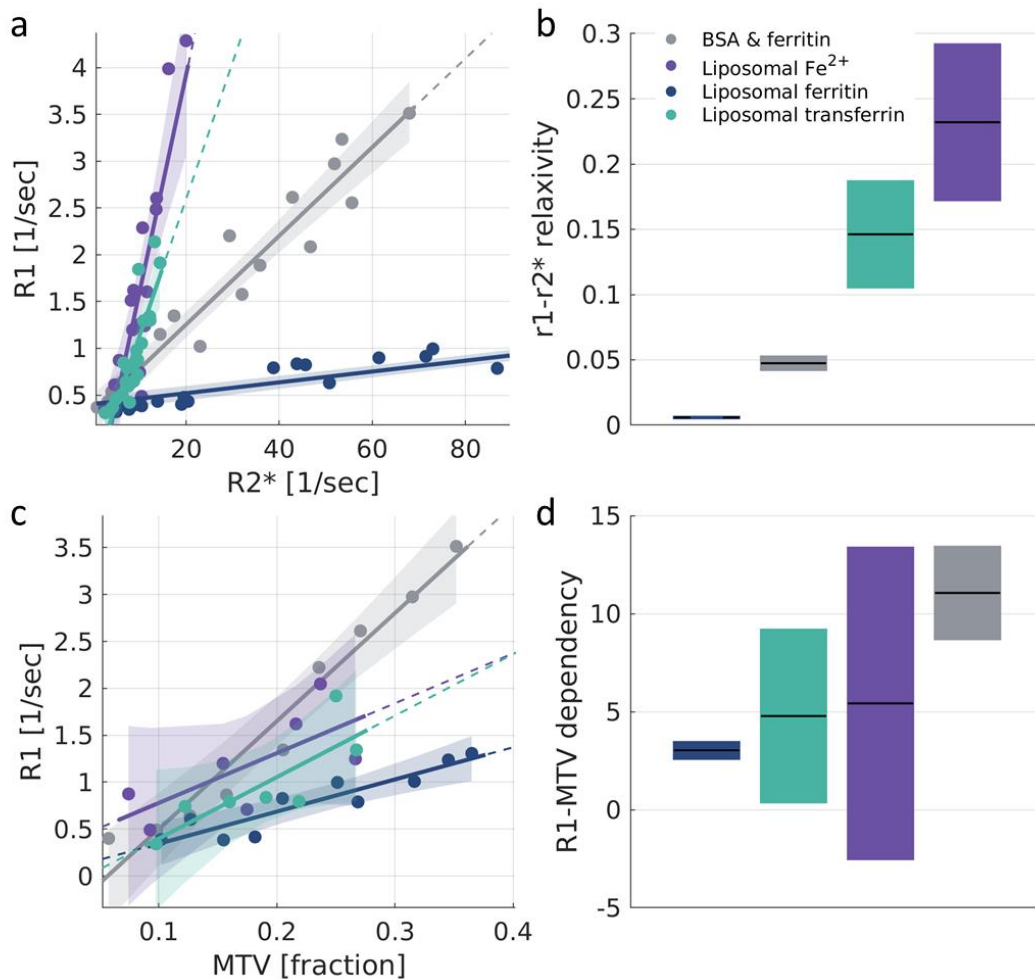 a
4
3.5
3
2.5
2
1.5
1
0.5
R1 [1/sec]
20
40
60
80
R2* [1/sec]
b
BSA & ferritin
Liposomal Fe²⁺
Liposomal ferritin
Liposomal transferrin
0.3
0.25
0.2
0.15
0.1
0.05
0
r1-r2* relaxivity
c
3.5
3
2.5
2
1.5
1
0.5
0
R1 [1/sec]
0.1
0.2
0.3
0.4
MTV [fraction]
d
15
10
5
0
-5
R1-MTV dependency